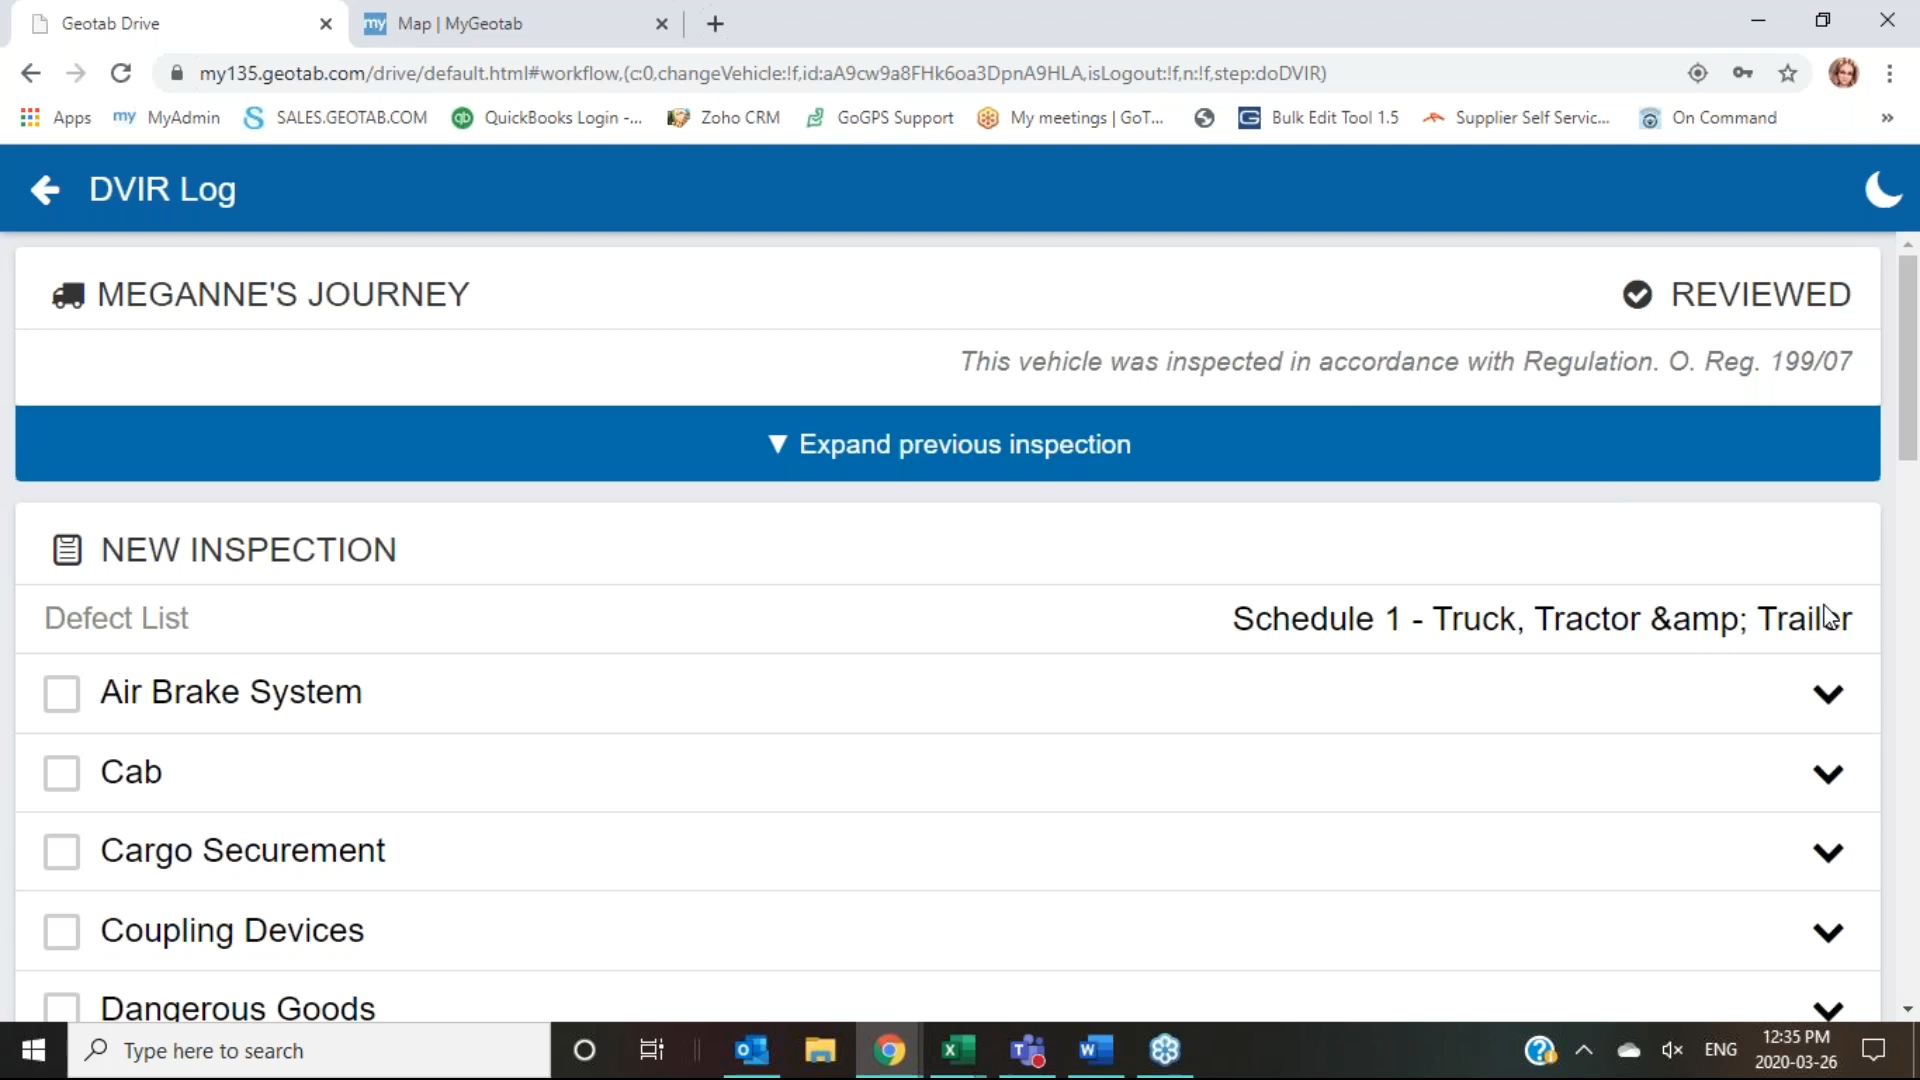 Geotab Drive
my Map | MyGeotab
my135.geotab.com/drive/default.html#workflow,(c:0,changeVehicle:!f,id:aA9cw9a8FHk6oa3DpnA9HLA,isLogout:!f,n:!f,step:doDVIR)
Apps my MyAdmin SALES.GEOTAB.COM qb QuickBooks Login -... Zoho CRM GoGPS Support My meetings | GoT... Bulk Edit Tool 1.5 Supplier Self Servic... On Command »
DVIR Log
MEGANNE'S JOURNEY REVIEWED
This vehicle was inspected in accordance with Regulation. O. Reg. 199/07
▼ Expand previous inspection
NEW INSPECTION
Defect List Schedule 1 - Truck, Tractor &amp; Trailer
Air Brake System
Cab
Cargo Securement
Coupling Devices
Dangerous Goods
Type here to search
ENG
12:35 PM
2020-03-26